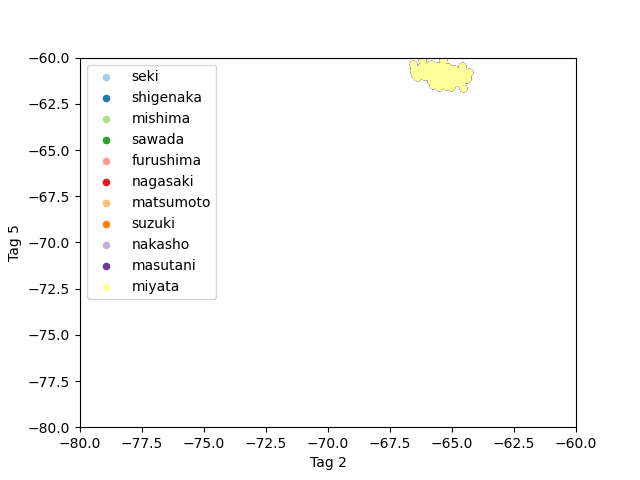 −60.0
−62.5
−65.0
−67.5
−70.0
−72.5
−75.0
−77.5
−80.0
Tag 5
seki
shigenaka
mishima
sawada
furushima
nagasaki
matsumoto
suzuki
nakasho
masutani
miyata
−80.0 −77.5 −75.0 −72.5 −70.0 −67.5 −65.0 −62.5 −60.0
Tag 2